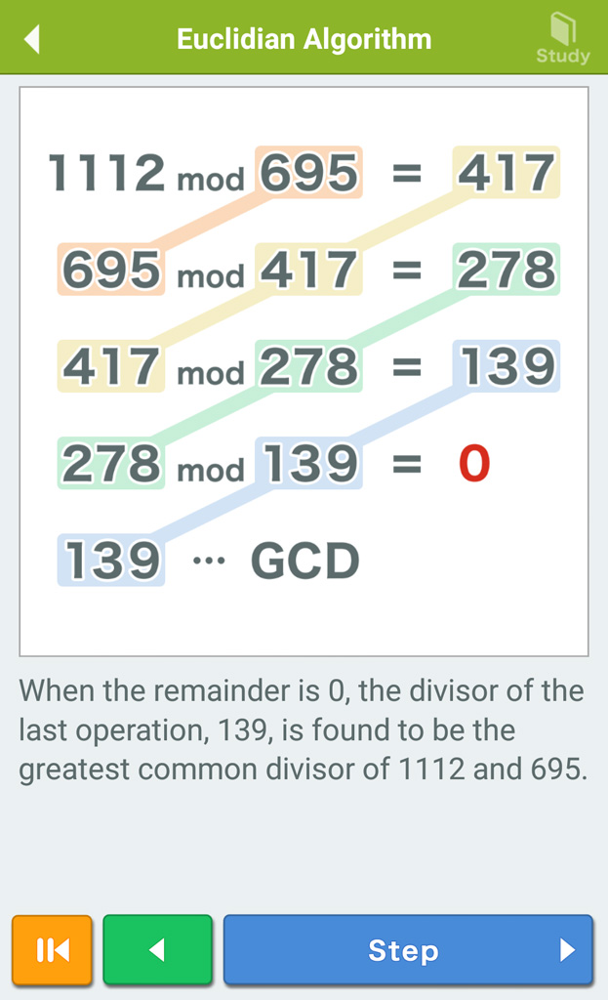 Euclidian Algorithm
Study
1112 mod 695 = 417
695 mod 417 = 278
417 mod 278 = 139
278 mod 139 = 0
139 ··· GCD
When the remainder is 0, the divisor of the
last operation, 139, is found to be the
greatest common divisor of 1112 and 695.
Step